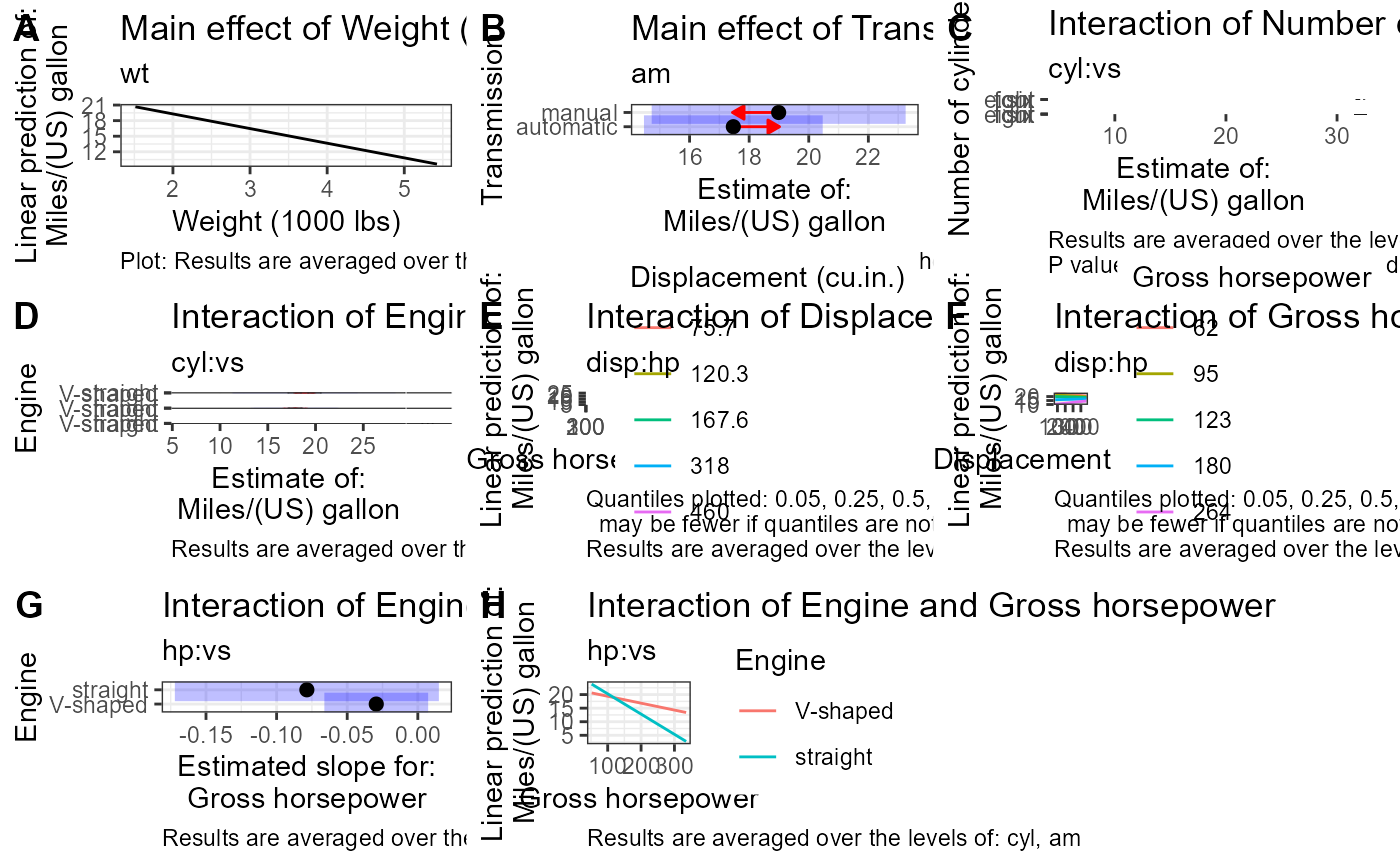 A
Main effect of Weight (
wt
Linear prediction of:
Miles/(US) gallon
21
18
15
12
2 3 4 5
Weight (1000 lbs)
Plot: Results are averaged over th
B
Main effect of Trans
am
Transmission
manual
automatic
16 18 20 22
Estimate of:
Miles/(US) gallon
C
Interaction of Number
cyl:vs
Number of cylinde
10 20 30
Estimate of:
Miles/(US) gallon
Results are averaged over the lev
P value
D
Interaction of Engin
cyl:vs
Engine
V-straight
V-shaped
V-shaped
5 10 15 20 25
Estimate of:
Miles/(US) gallon
Results are averaged over th
E
Displacement (cu.in.)
Interaction of Displace
disp:hp
Linear prediction of:
Miles/(US) gallon
75.7
120.3
167.6
318
460
Gross horse
Quantiles plotted: 0.05, 0.25, 0.5,
may be fewer if quantiles are not
Results are averaged over the lev
F
Gross horsepower
Interaction of Gross ho
disp:hp
Linear prediction of:
Miles/(US) gallon
62
95
123
180
264
Displacement
Quantiles plotted: 0.05, 0.25, 0.5,
may be fewer if quantiles are no
Results are averaged over the lev
G
Interaction of Engin
hp:vs
Engine
straight
V-shaped
-0.15 -0.10 -0.05 0.00
Estimated slope for:
Gross horsepower
Results are averaged over the
H
Interaction of Engine and Gross horsepower
hp:vs
Linear prediction of:
Miles/(US) gallon
20
15
10
5
100 200 300
Gross horsepower
Engine
V-shaped
straight
Results are averaged over the levels of: cyl, am